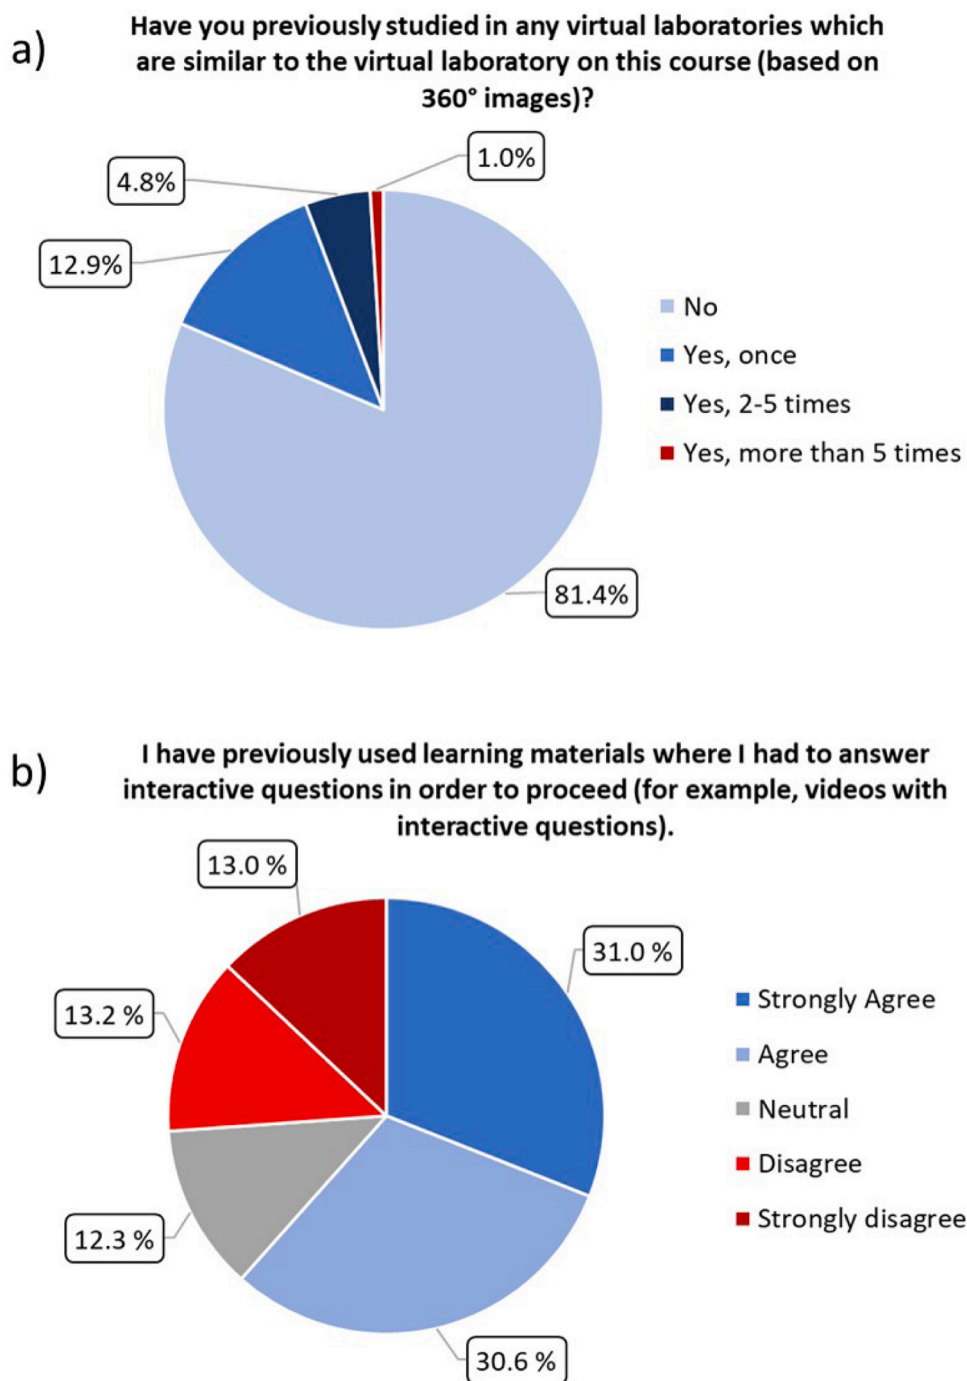 a)
Have you previously studied in any virtual laboratories which
are similar to the virtual laboratory on this course (based on
360° images)?
1.0%
4.8%
12.9%
No
Yes, once
Yes, 2-5 times
Yes, more than 5 times
81.4%
b)
I have previously used learning materials where I had to answer
interactive questions in order to proceed (for example, videos with
interactive questions).
13.0 %
31.0 %
13.2 %
Strongly Agree
Agree
Neutral
Disagree
Strongly disagree
12.3 %
30.6 %